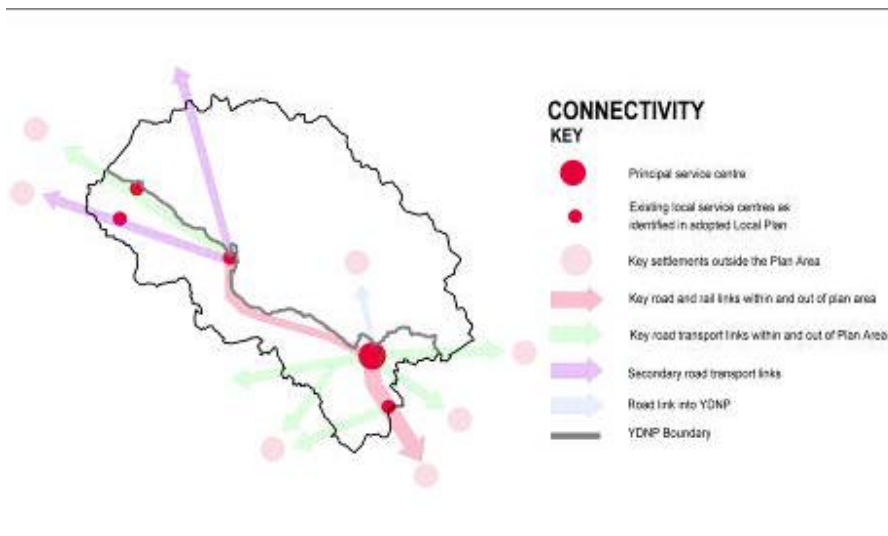 CONNECTIVITY
KEY
Principal service centre
Existing local service centres as
identified in adopted Local Plan
Key settlements outside the Plan Area
Key road and rail links within and out of plan area
Key road transport links within and out of Plan Area
Secondary road transport links
Road link into YDNP
YDNP Boundary